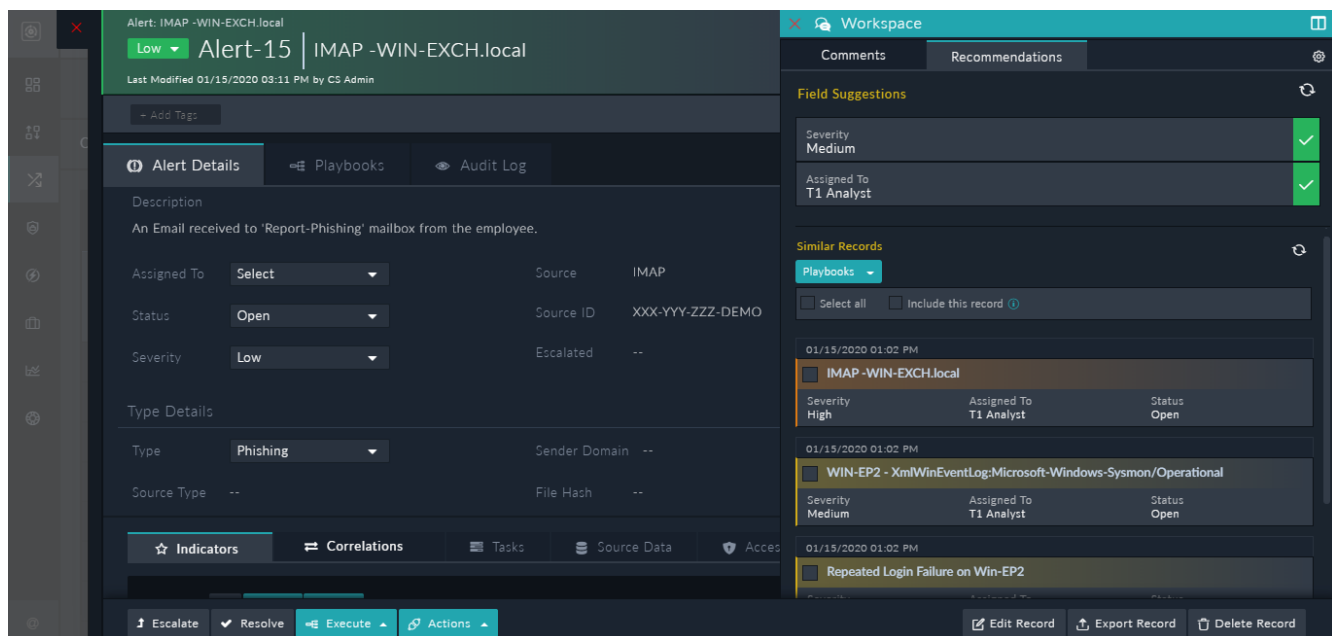 Alert: IMAP -WIN-EXCH.local
Low
Alert-15
IMAP -WIN-EXCH.local
Last Modified 01/15/2020 03:11 PM by CS Admin
+ Add Tags
Alert Details
Playbooks
Audit Log
Description
An Email received to 'Report-Phishing' mailbox from the employee.
Assigned To Select
Source IMAP
Status Open
Source ID XXX-YYY-ZZZ-DEMO
Severity Low
Escalated --
Type Details
Type Phishing
Sender Domain --
Source Type --
File Hash --
Indicators
Correlations
Tasks
Source Data
Acces
Escalate
Resolve
Execute
Actions
Edit Record
Export Record
Delete Record
Workspace
Comments
Recommendations
Field Suggestions
Severity
Medium
Assigned To
T1 Analyst
Similar Records
Playbooks
Select all
Include this record
01/15/2020 01:02 PM
IMAP -WIN-EXCH.local
Severity Assigned To Status
High T1 Analyst Open
01/15/2020 01:02 PM
WIN-EP2 - XmlWinEventLog:Microsoft-Windows-Sysmon/Operational
Severity Assigned To Status
Medium T1 Analyst Open
01/15/2020 01:02 PM
Repeated Login Failure on Win-EP2